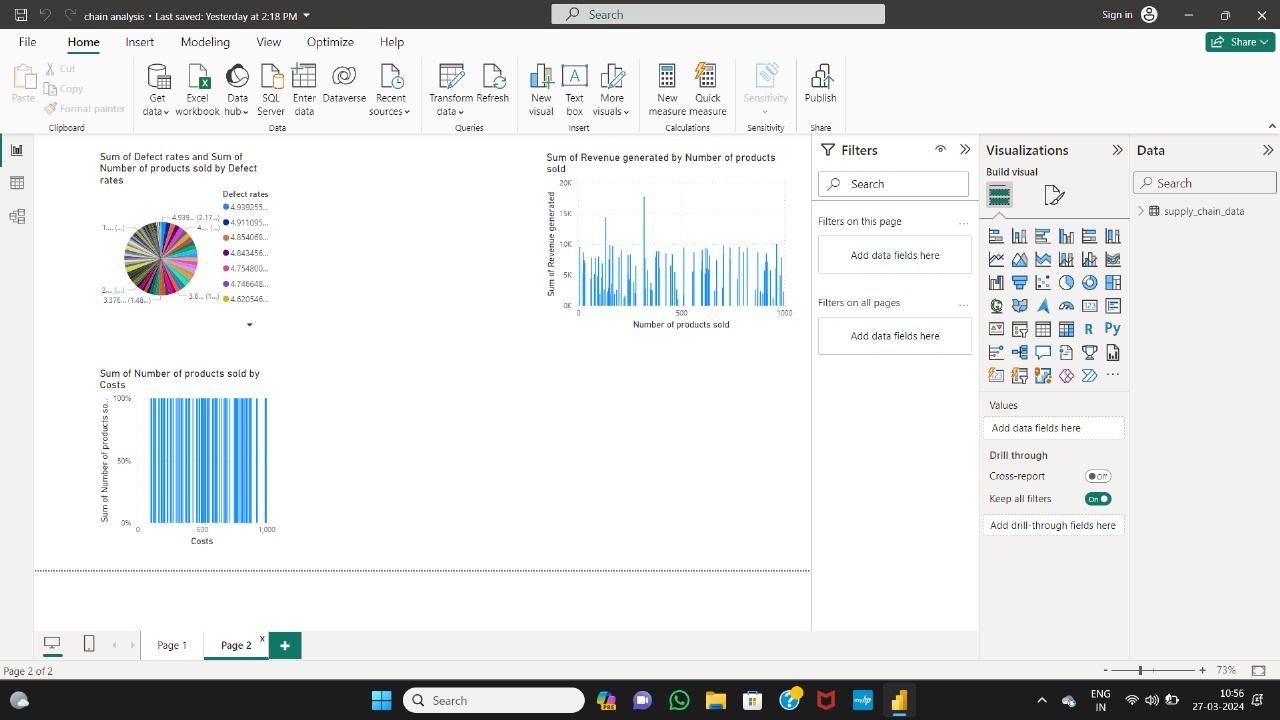 chain analysis • Last saved: Yesterday at 2:18 PM
Search
Sign in
File Home Insert Modeling View Optimize Help
Share
Paste
Cut
Copy
Format painter
Clipboard
Get data
Excel workbook
Data hub
SQL Server
Enter data
Dataverse
Recent sources
Data
Transform data
Refresh
Queries
New visual
Text box
A
More visuals
Insert
New measure
Quick measure
Calculations
Sensitivity
Sensitivity
Publish
Share
Sum of Defect rates and Sum of
Number of products sold by Defect
rates
Defect rates
4.939255...
4.911095...
4.854068...
4.843456...
4.754800...
4.746648...
4.620546...
4.939... (2.17...)
4.... (...)
3.6... (1...)
3.376... (1.48...)
2.... (...)
1.... (...)
Sum of Revenue generated by Number of products
sold
Sum of Revenue generated
20K
15K
10K
5K
0K
0 500 1000
Number of products sold
Sum of Number of products sold by
Costs
Sum of Number of products so...
100%
50%
0%
0 500 1,000
Costs
Filters
Search
Filters on this page ...
Add data fields here
Filters on all pages ...
Add data fields here
Visualizations
Build visual
123
R Py
123
...
Values
Add data fields here
Drill through
Cross-report Off
Keep all filters On
Add drill-through fields here
Data
Search
supply_chain_data
Page 1
Page 2 x
+
Page 2 of 2
- + 73%
Search
PRE
myhp
ENG
IN
10:56
27-03-2024